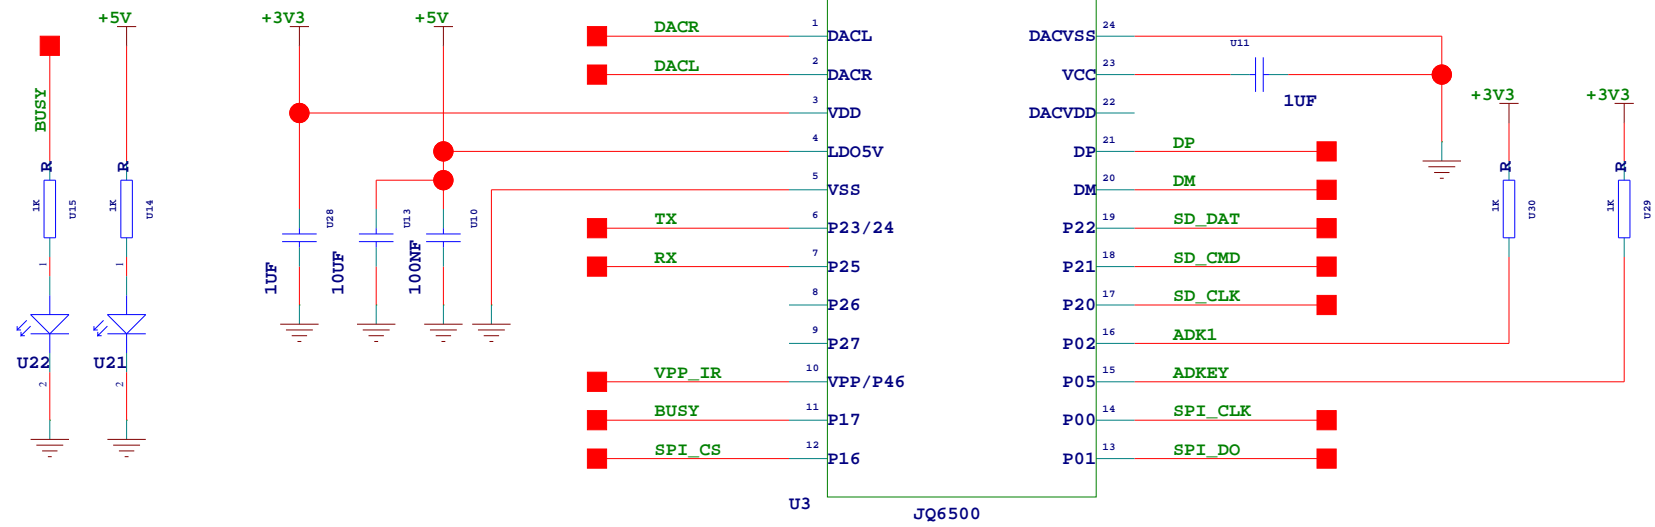 +5V
BUSY
R
1K
U15
1
U22
2
R
1K
U14
1
U21
2
+3V3
+5V
U28
1UF
U13
10UF
U10
100NF
DACR
1
DACL
DACL
2
DACR
3
VDD
4
LDO5V
5
VSS
TX
6
P23/24
RX
7
P25
8
P26
9
P27
VPP_IR
10
VPP/P46
BUSY
11
P17
SPI_CS
12
P16
U3
JQ6500
DACVSS
24
U11
VCC
23
1UF
DACVDD
22
DP
21
DP
DM
20
DM
P22
19
SD_DAT
P21
18
SD_CMD
P20
17
SD_CLK
P02
16
ADK1
P05
15
ADKEY
P00
14
SPI_CLK
P01
13
SPI_DO
+3V3
R
1K
U30
+3V3
R
1K
U29